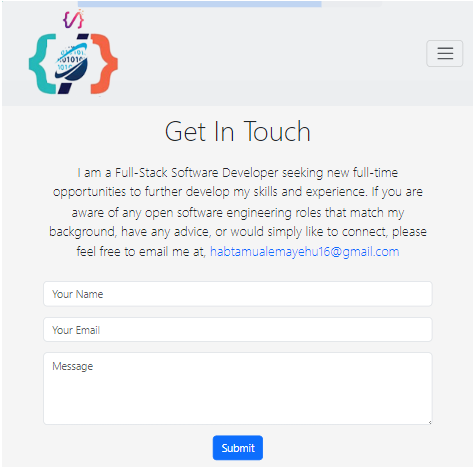 Get In Touch
I am a Full-Stack Software Developer seeking new full-time
opportunities to further develop my skills and experience. If you are
aware of any open software engineering roles that match my
background, have any advice, or would simply like to connect, please
feel free to email me at, habtamualemayehu16@gmail.com
Your Name
Your Email
Message
Submit